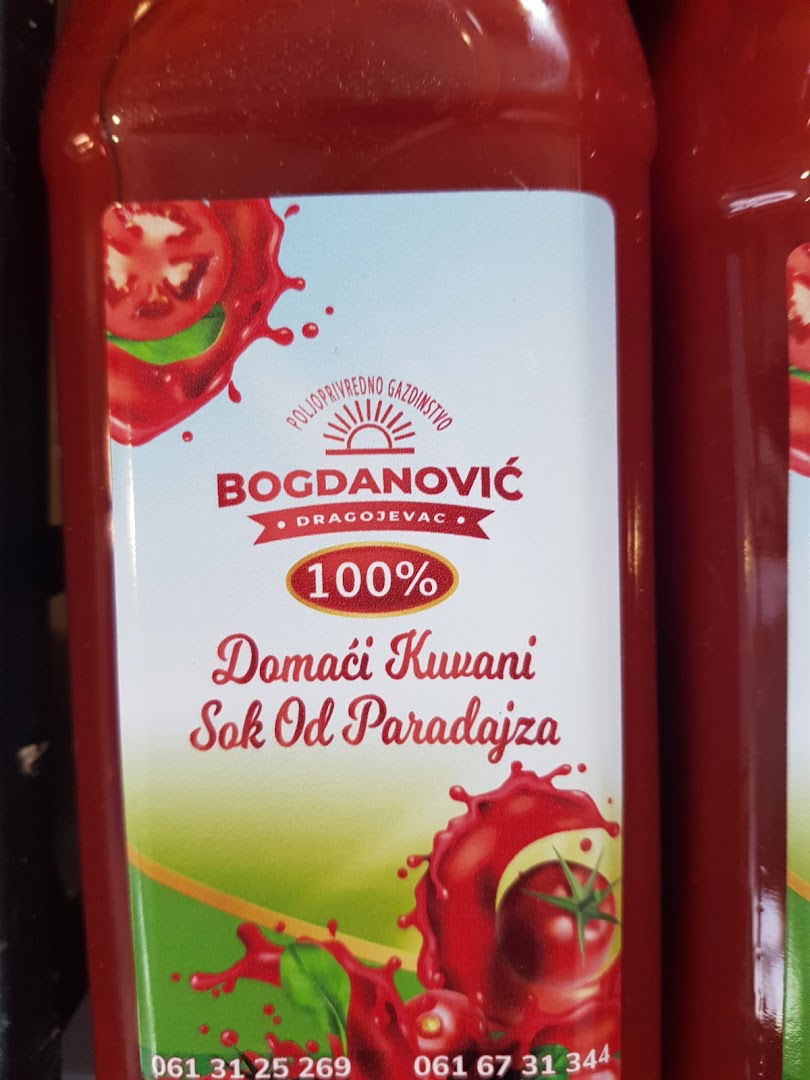 POLJOPRIVREDNO GAZDINSTVO
BOGDANOVIĆ
• DRAGOJEVAC •
100%
Domaći Kuvani
Sok Od Paradajza
061 31 25 269 061 67 31 344